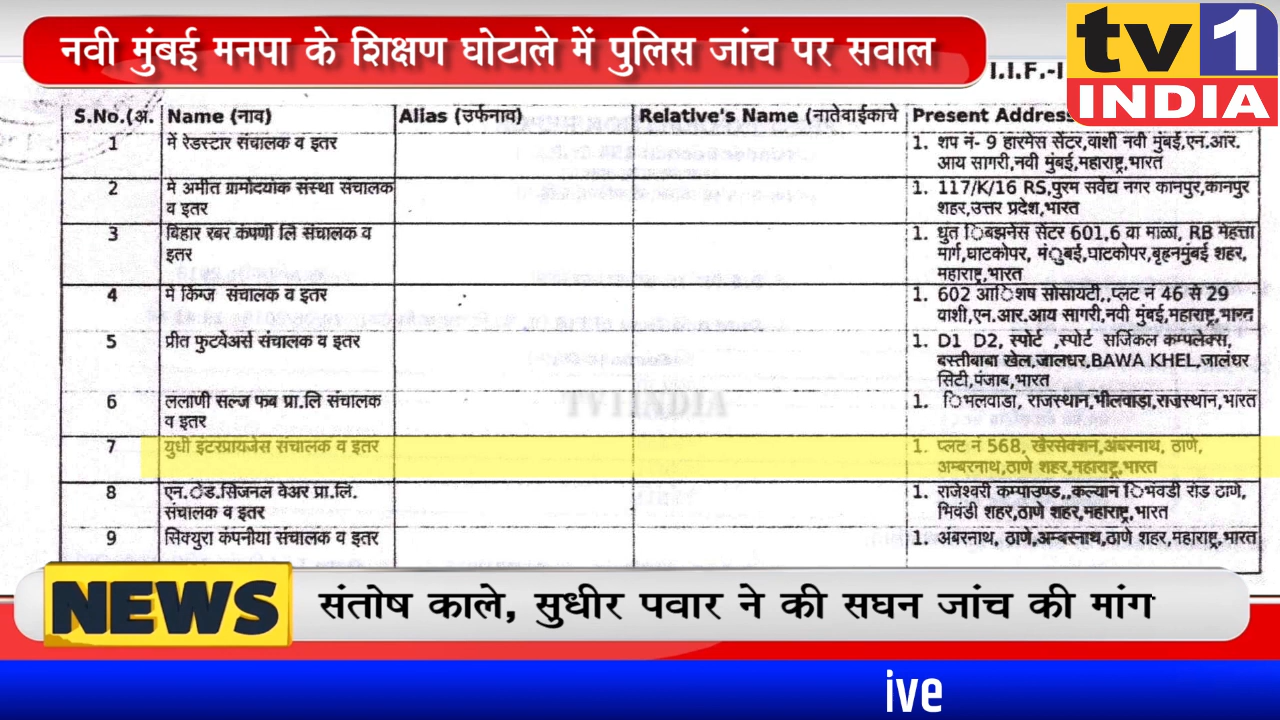 नवी मुंबई मनपा के शिक्षण घोटाले में पुलिस जांच पर सवाल
tv1
INDIA
I.I.F.-I
S.No.(अ. Name (नाव) Alias (उर्फनाव) Relative's Name (नातेवाईकाचे Present Address
1 में रेडस्टार संचालक व इतर 1. शप नं- 9 हारमेस सेंटर,वाशी नवी मुंबई,एन.आर.
आय सागरी,नवी मुंबई,महाराष्ट्र,भारत
2 मे अमीत ग्रामोदयोक संस्था संचालक 1. 117/K/16 RS,पुरम सर्वेद्य नगर कानपुर,कानपुर
व इतर शहर,उत्तर प्रदेश,भारत
3 बिहार रबर कंपणी लि संचालक व 1. धुत िबझनेस सेंटर 601,6 वा माळा, RB मेहत्ता
इतर मार्ग,घाटकोपर, मंुबई,घाटकोपर,बृहनमुंबई शहर,
महाराष्ट्र,भारत
4 में किंग्ज संचालक व इतर 1. 602 आिशष सोसायटी,,प्लट नं 46 से 29
वाशी,एन.आर.आय सागरी,नवी मुंबई,महाराष्ट्र,भारत
5 प्रीत फुटवेअर्स संचालक व इतर 1. D1 D2, स्पोर्ट ,स्पोर्ट सर्जिकल कम्पलेक्स,
बस्तीबाबा खेल,जालधर,BAWA KHEL,जालंधर
सिटी,पंजाब,भारत
6 ललाणी सल्ज फब प्रा.लि संचालक 1. िभलवाडा, राजस्थान,भीलवाड़ा,राजस्थान,भारत
व इतर
7 युधी इंटरप्रायजेस संचालक व इतर 1. प्लट नं 568, खैरसेक्शन,अंबरनाथ, ठाणे,
अम्बरनाथ,ठाणे शहर,महाराष्ट्र,भारत
8 एन.ेड.सिजनल वेअर प्रा.लि. 1. राजेश्वरी कम्पाउण्ड,,कल्यान िभवंडी रोड ठाणे,
संचालक व इतर भिवंडी शहर,ठाणे शहर,महाराष्ट्र,भारत
9 सिक्युरा कंपनीया संचालक व इतर 1. अंबरनाथ, ठाणे,अम्बरनाथ,ठाणे शहर,महाराष्ट्र,भारत
TV1INDIA
NEWS
संतोष काले, सुधीर पवार ने की सघन जांच की मांग
ive